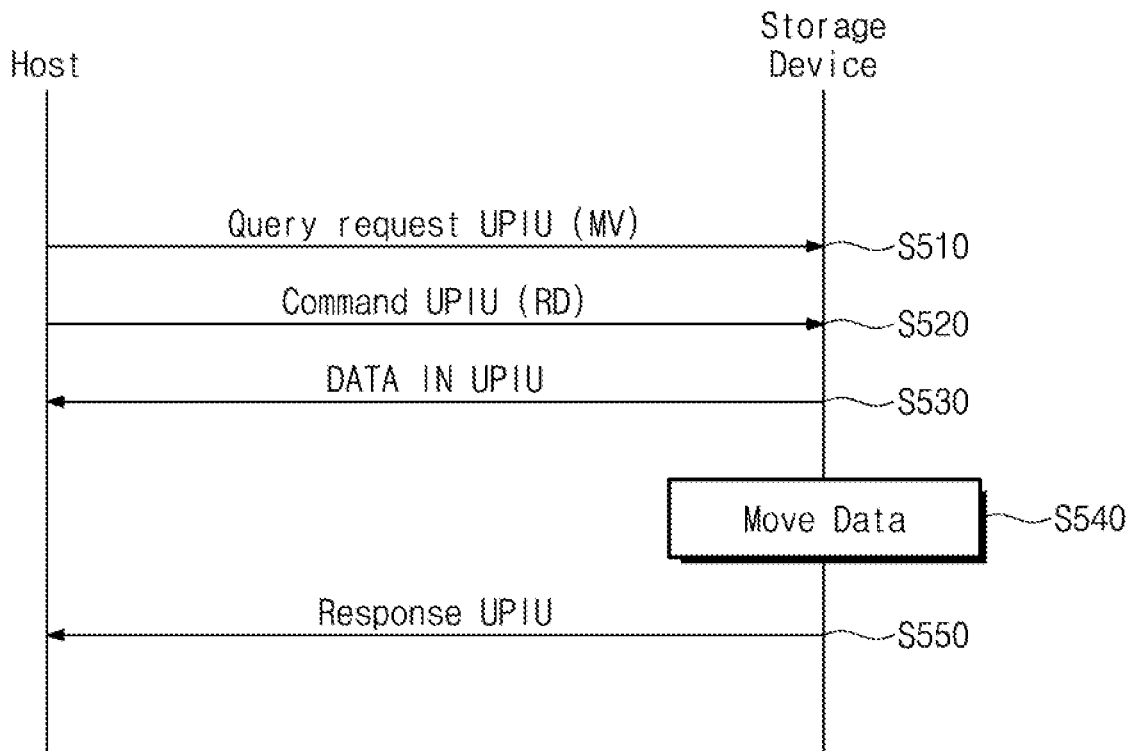 Host
Storage
Device
Query request UPIU (MV)
S510
Command UPIU (RD)
S520
DATA IN UPIU
S530
Move Data
S540
Response UPIU
S550